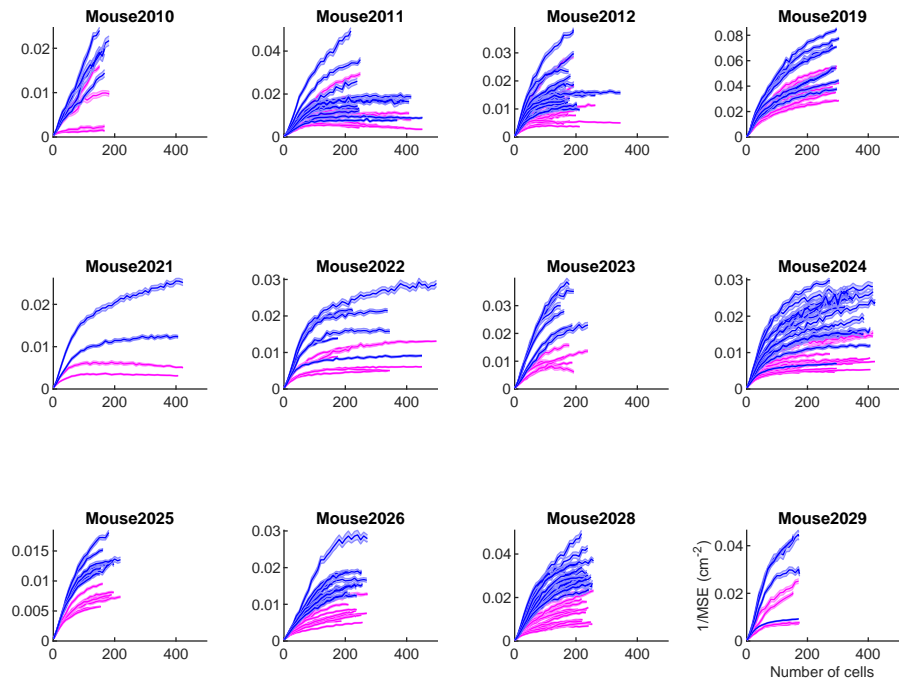 Mouse2010 Mouse2011 Mouse2012 Mouse2019
0.02 0.04 0.03 0.08
0.06
0.01 0.02 0.02 0.04
0.01 0.02
0 0 0 0
0 200 400 0 200 400 0 200 400 0 200 400
Mouse2021 Mouse2022 Mouse2023 Mouse2024
0.03 0.03
0.02 0.02 0.03 0.02
0.02
0.01 0.01 0.01 0.01
0 0 0 0
0 200 400 0 200 400 0 200 400 0 200 400
Mouse2025 Mouse2026 Mouse2028 Mouse2029
0.015 0.03 0.04 0.04
0.010 0.02 0.02 0.02
0.005 0.01
0 0 0 0
1/MSE (cm⁻²)
0 200 400 0 200 400 0 200 400 0 200 400
Number of cells